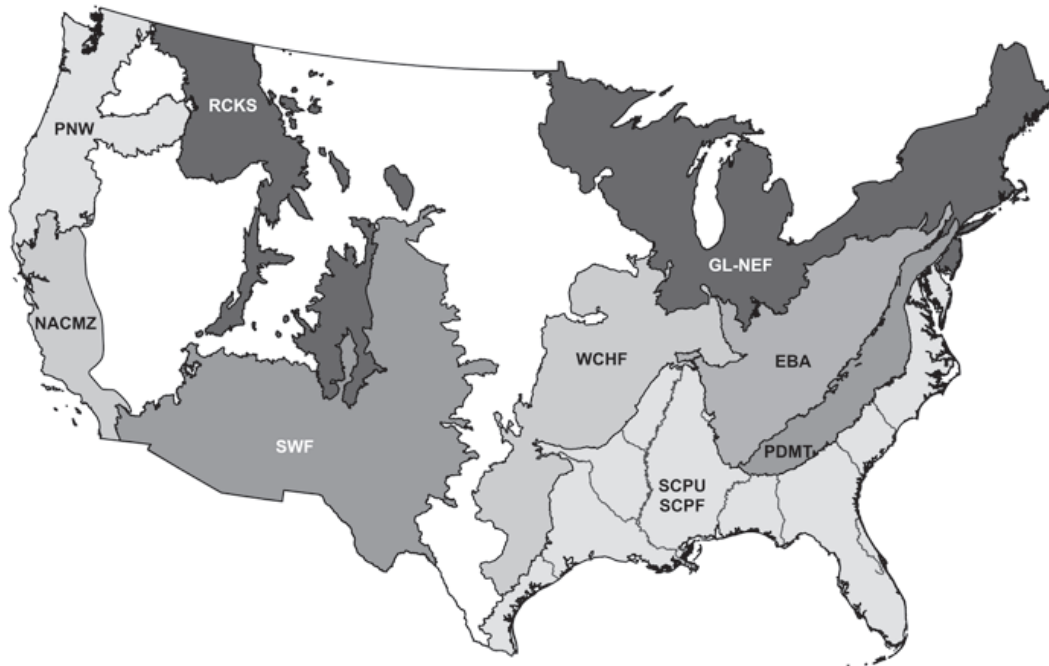 PNW
RCKS
NACMZ
SWF
GL-NEF
WCHF
EBA
PDMT
SCPU
SCPF